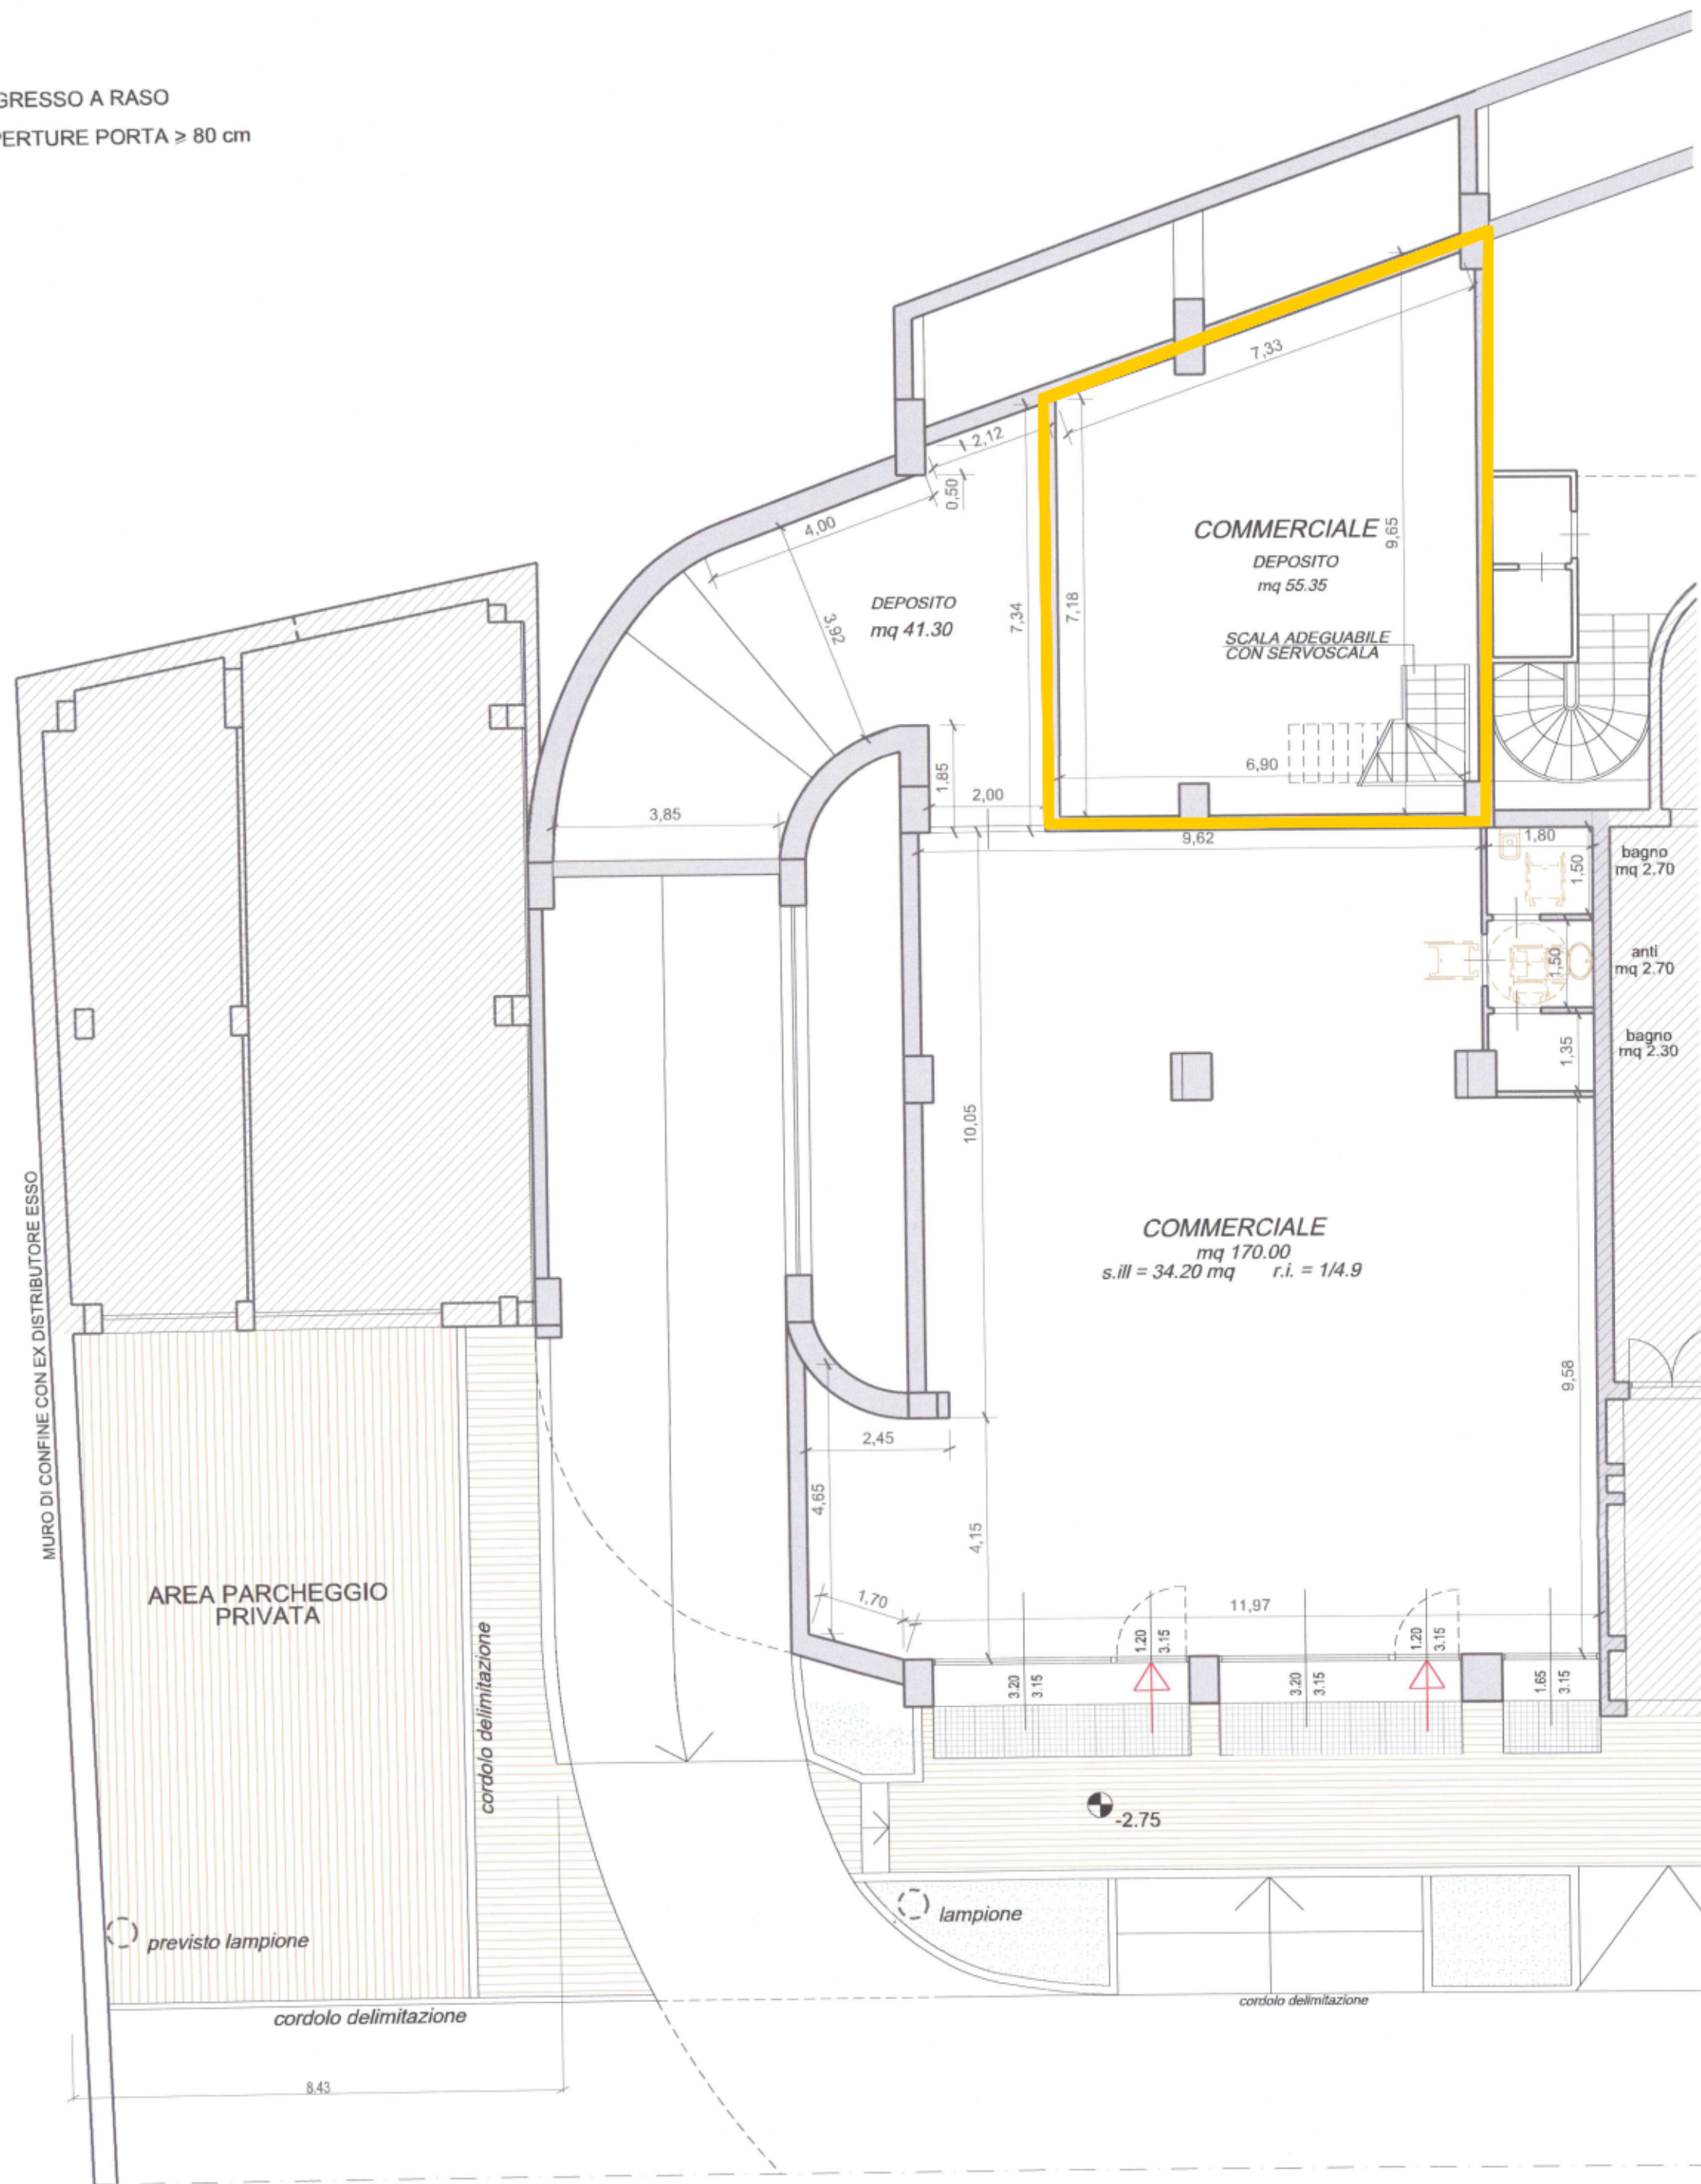 GRESSO A RASO
PERTURE PORTA ≥ 80 cm
7,33
2,12
0,50
4,00
COMMERCIALE
DEPOSITO
mq 55.35
9,65
DEPOSITO
mq 41.30
3,92
7,34
7,18
SCALA ADEGUABILE
CON SERVOSCALA
6,90
1,85
2,00
3,85
9,62
1,80
1,50
bagno
mq 2.70
1,50
anti
mq 2.70
1,35
bagno
mq 2.30
10,05
MURO DI CONFINE CON EX DISTRIBUTORE ESSO
COMMERCIALE
mq 170.00
s.ill = 34.20 mq r.i. = 1/4.9
9,58
2,45
4,65
4,15
AREA PARCHEGGIO
PRIVATA
cordolo delimitazione
1,70
11,97
1.20
3.15
1.20
3.15
3.20
3.15
3.20
3.15
1.65
3.15
-2.75
lampione
previsto lampione
cordolo delimitazione
cordolo delimitazione
8.43